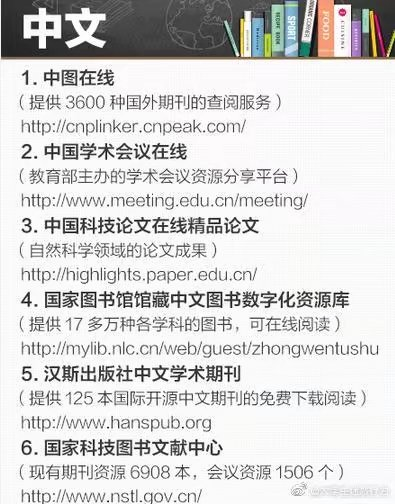 中文
1. 中图在线
（提供 3600 种国外期刊的查阅服务）
http://cnplinker.cnpeak.com/
2. 中国学术会议在线
（教育部主办的学术会议资源分享平台）
http://www.meeting.edu.cn/meeting/
3. 中国科技论文在线精品论文
（自然科学领域的论文成果）
http://highlights.paper.edu.cn/
4. 国家图书馆馆藏中文图书数字化资源库
（提供 17 多万种各学科的图书，可在线阅读）
http://mylib.nlc.cn/web/guest/zhongwentushu
5. 汉斯出版社中文学术期刊
（提供 125 本国际开源中文期刊的免费下载阅读）
http://www.hanspub.org
6. 国家科技图书文献中心
（现有期刊资源 6908 本，会议资源 1506 个）
http://www.nstl.gov.cn/